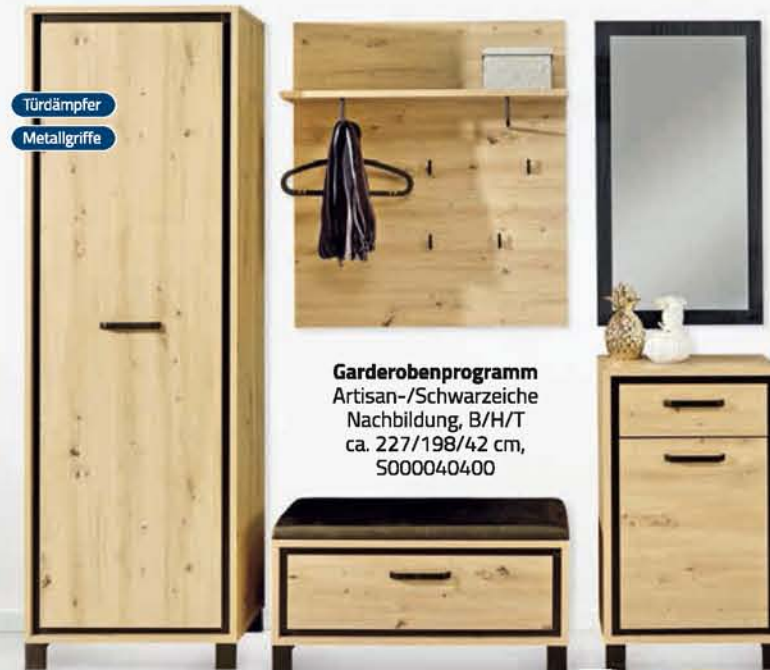 Türdämpfer
Metallgriffe
Garderobenprogramm
Artisan-/Schwarzeiche
Nachbildung, B/H/T
ca. 227/198/42 cm,
S000040400